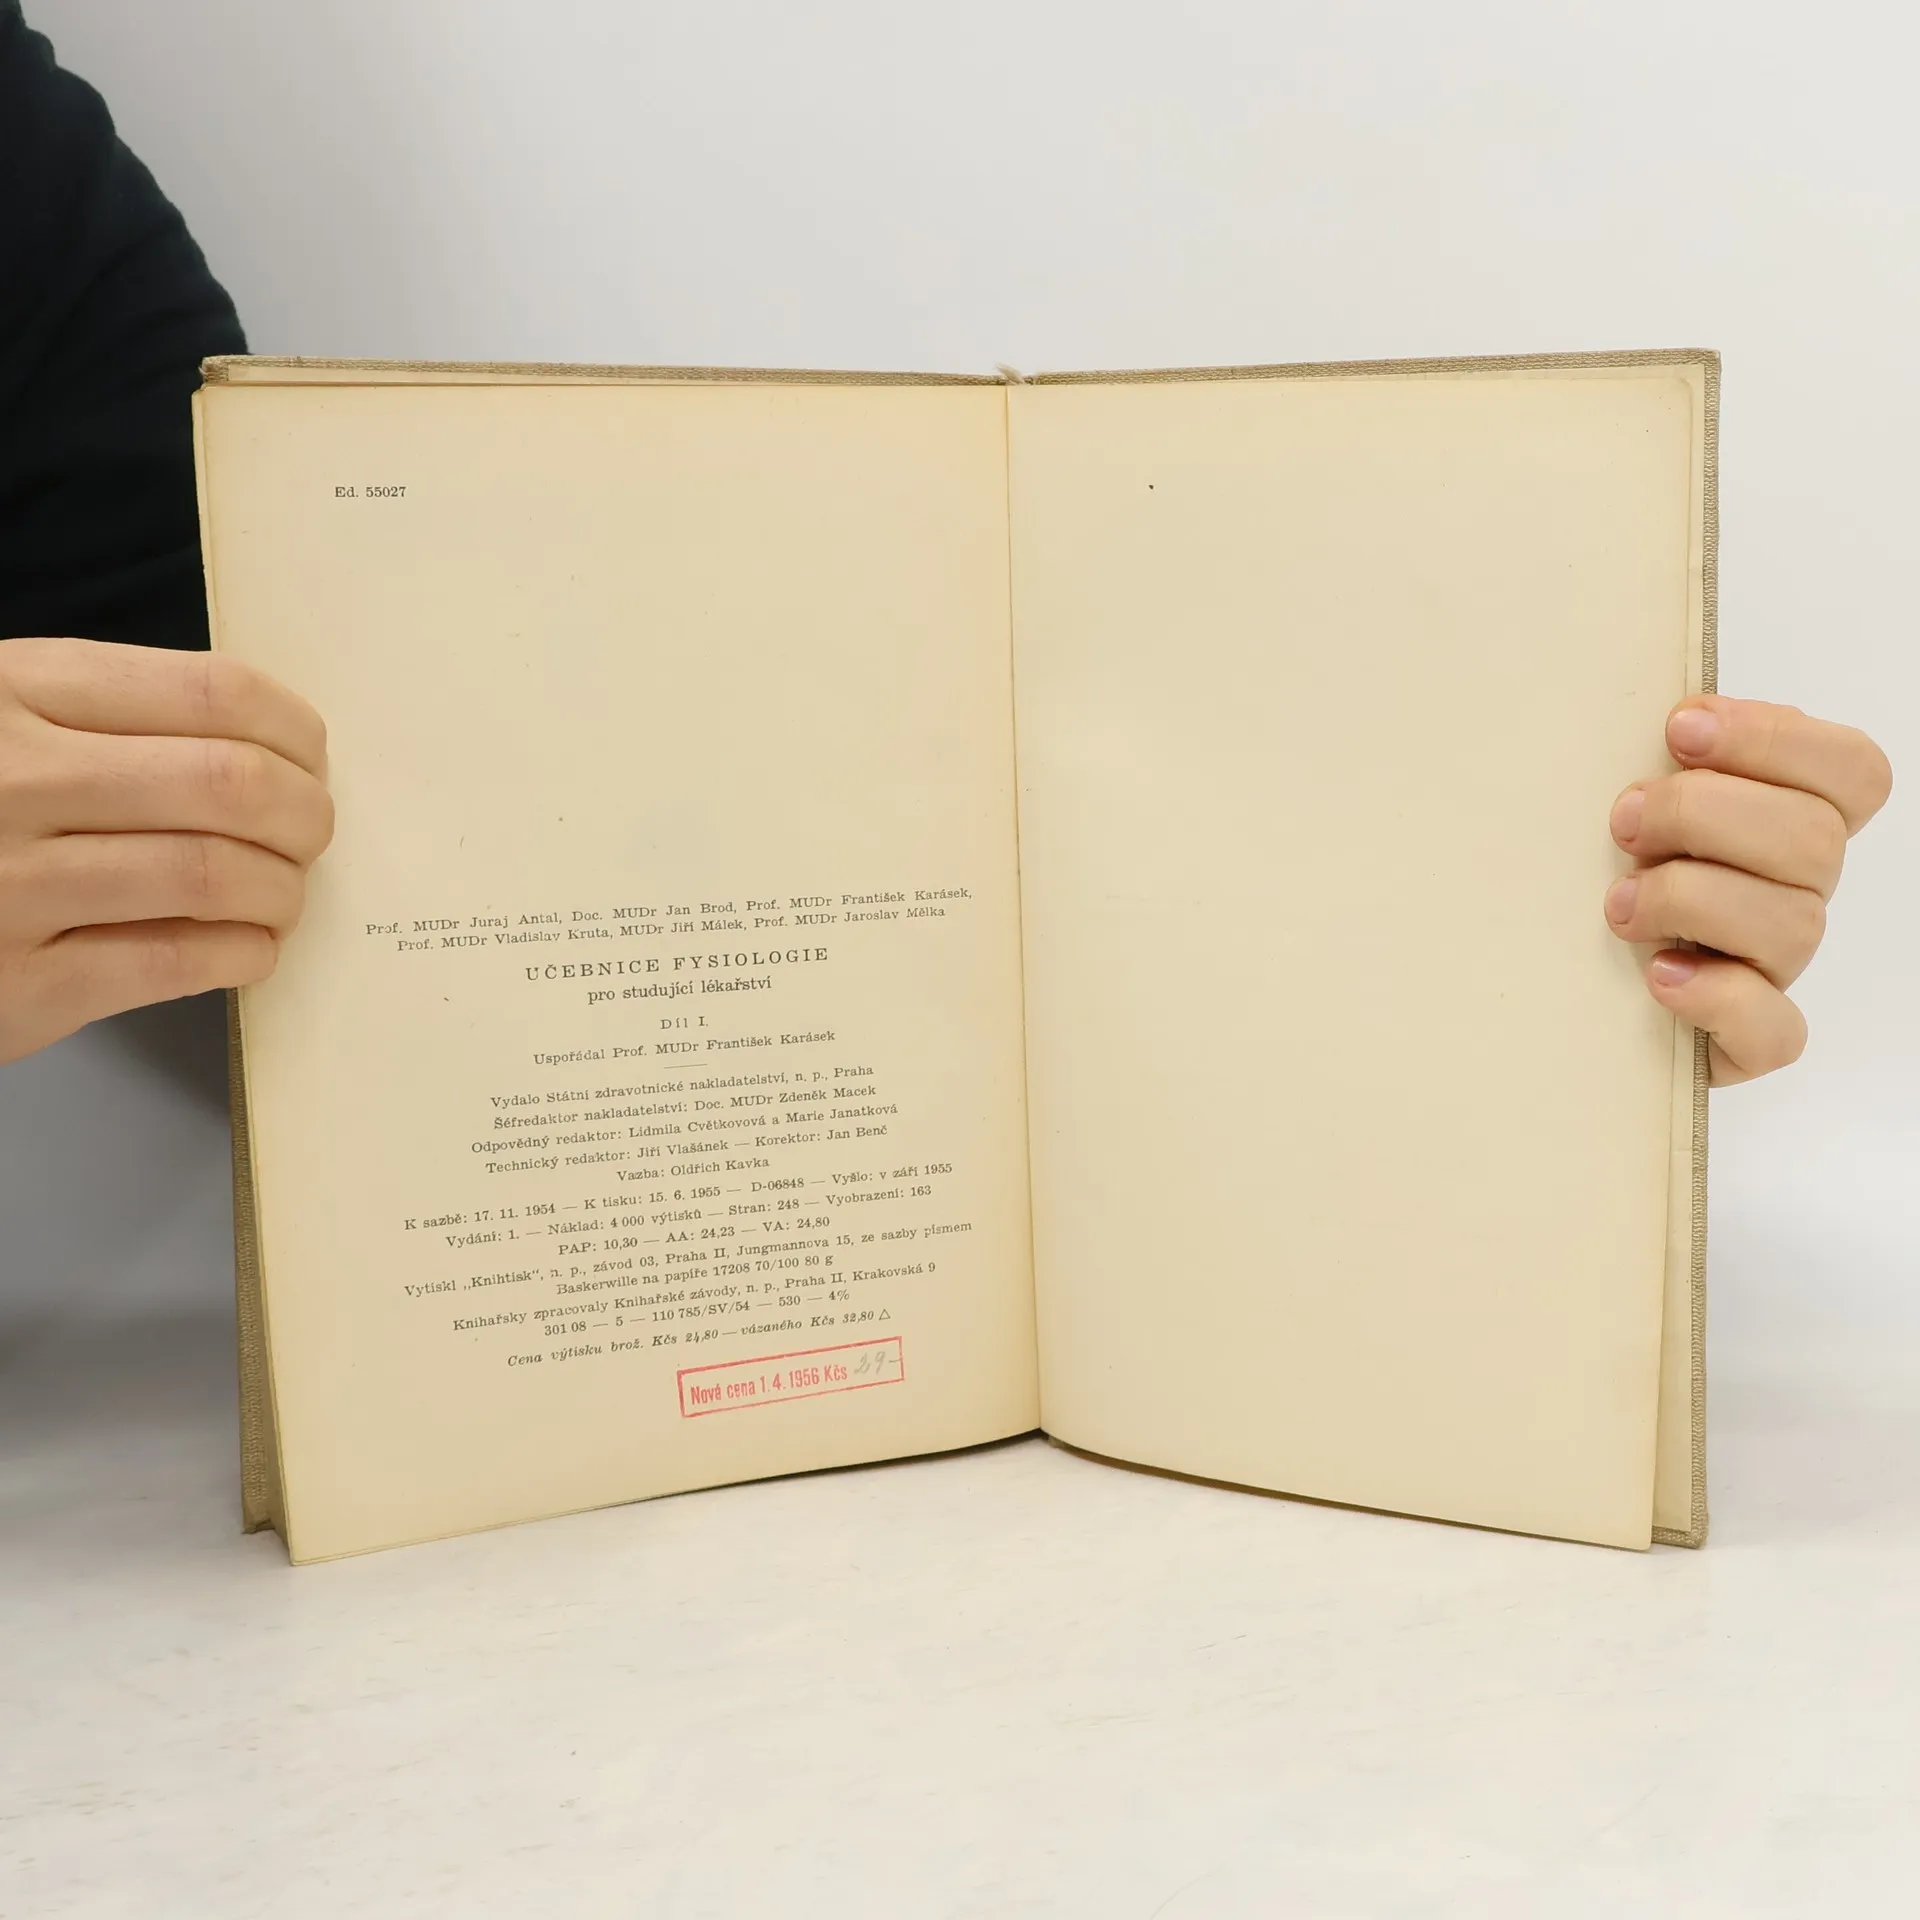 Ed. 55027
Prof. MUDr Juraj Antal, Doc. MUDr Jan Brod, Prof. MUDr František Karásek,
Prof. MUDr Vladislav Kruta, MUDr Jiří Málek, Prof. MUDr Jaroslav Mělka
UČEBNICE FYSIOLOGIE
pro studující lékařství
Díl I.
Uspořádal Prof. MUDr František Karásek
Vydalo Státní zdravotnické nakladatelství, n. p., Praha
Šéfredaktor nakladatelství: Doc. MUDr Zdeněk Macek
Odpovědný redaktor: Lidmila Cvětkovová a Marie Janatková
Technický redaktor: Jiří Vlašánek — Korektor: Jan Benč
Vazba: Oldřich Kavka
K sazbě: 17. 11. 1954 — K tisku: 15. 6. 1955 — D-06848 — Vyšlo: v září 1955
Vydání: 1. — Náklad: 4 000 výtisků — Stran: 248 — Vyobrazení: 163
PAP: 10,30 — AA: 24,23 — VA: 24,80
Vytiskl „Knihtisk“, n. p., závod 03, Praha II, Jungmannova 15, ze sazby písmem
Baskerwille na papíře 17208 70/100 80 g
Knihařsky zpracovaly Knihařské závody, n. p., Praha II, Krakovská 9
301 08 — 5 — 110 785/SV/54 — 530 — 4%
Cena výtisku brož. Kčs 24,80 — vázaného Kčs 32,80 △
Nová cena 1. 4. 1956 Kčs 29-